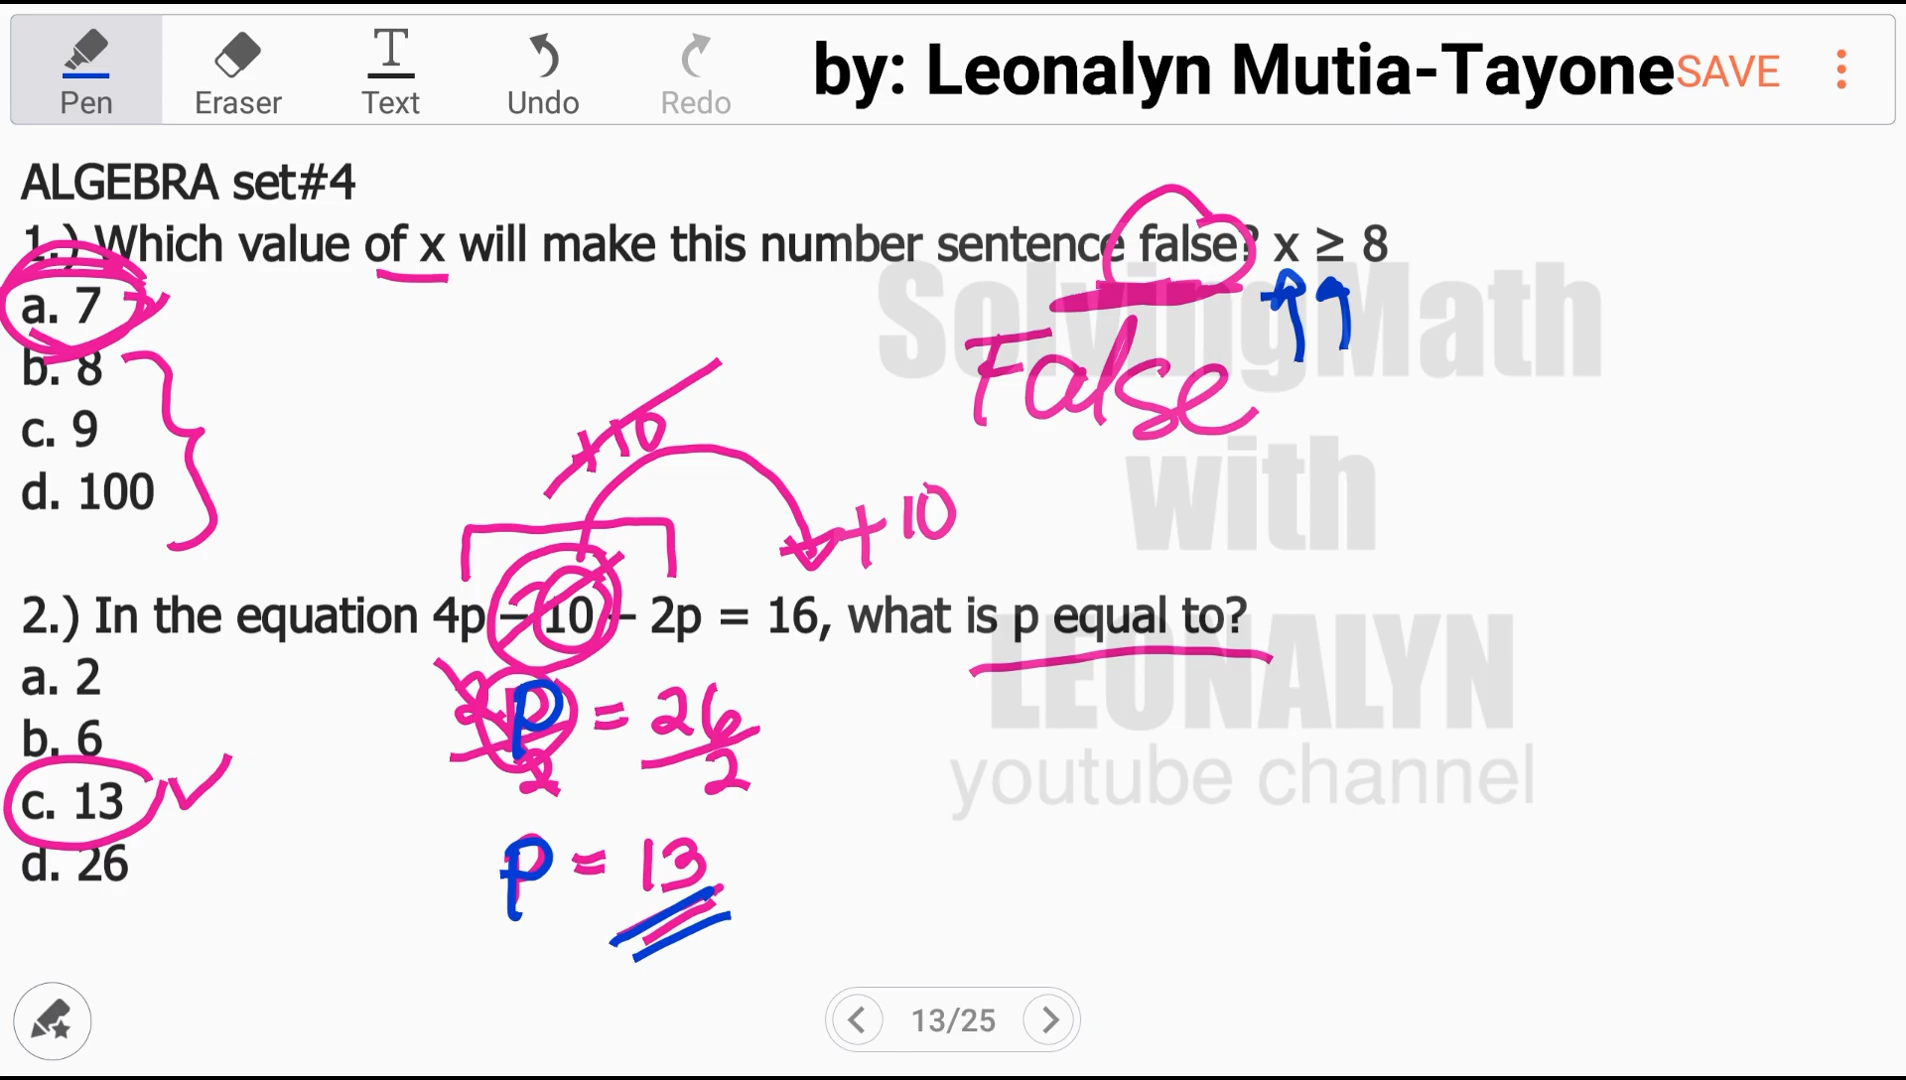 Pen
Eraser
Text
Undo
Redo
by: Leonalyn Mutia-Tayone
SAVE
ALGEBRA set#4
1.) Which value of x will make this number sentence false? x ≥ 8
a. 7
b. 8
c. 9
d. 100
False
+10
+10
2.) In the equation 4p − 10 − 2p = 16, what is p equal to?
a. 2
b. 6
c. 13
d. 26
2p = 26
2 2
p = 13
SolvingMath
with
LEONALYN
youtube channel
13/25